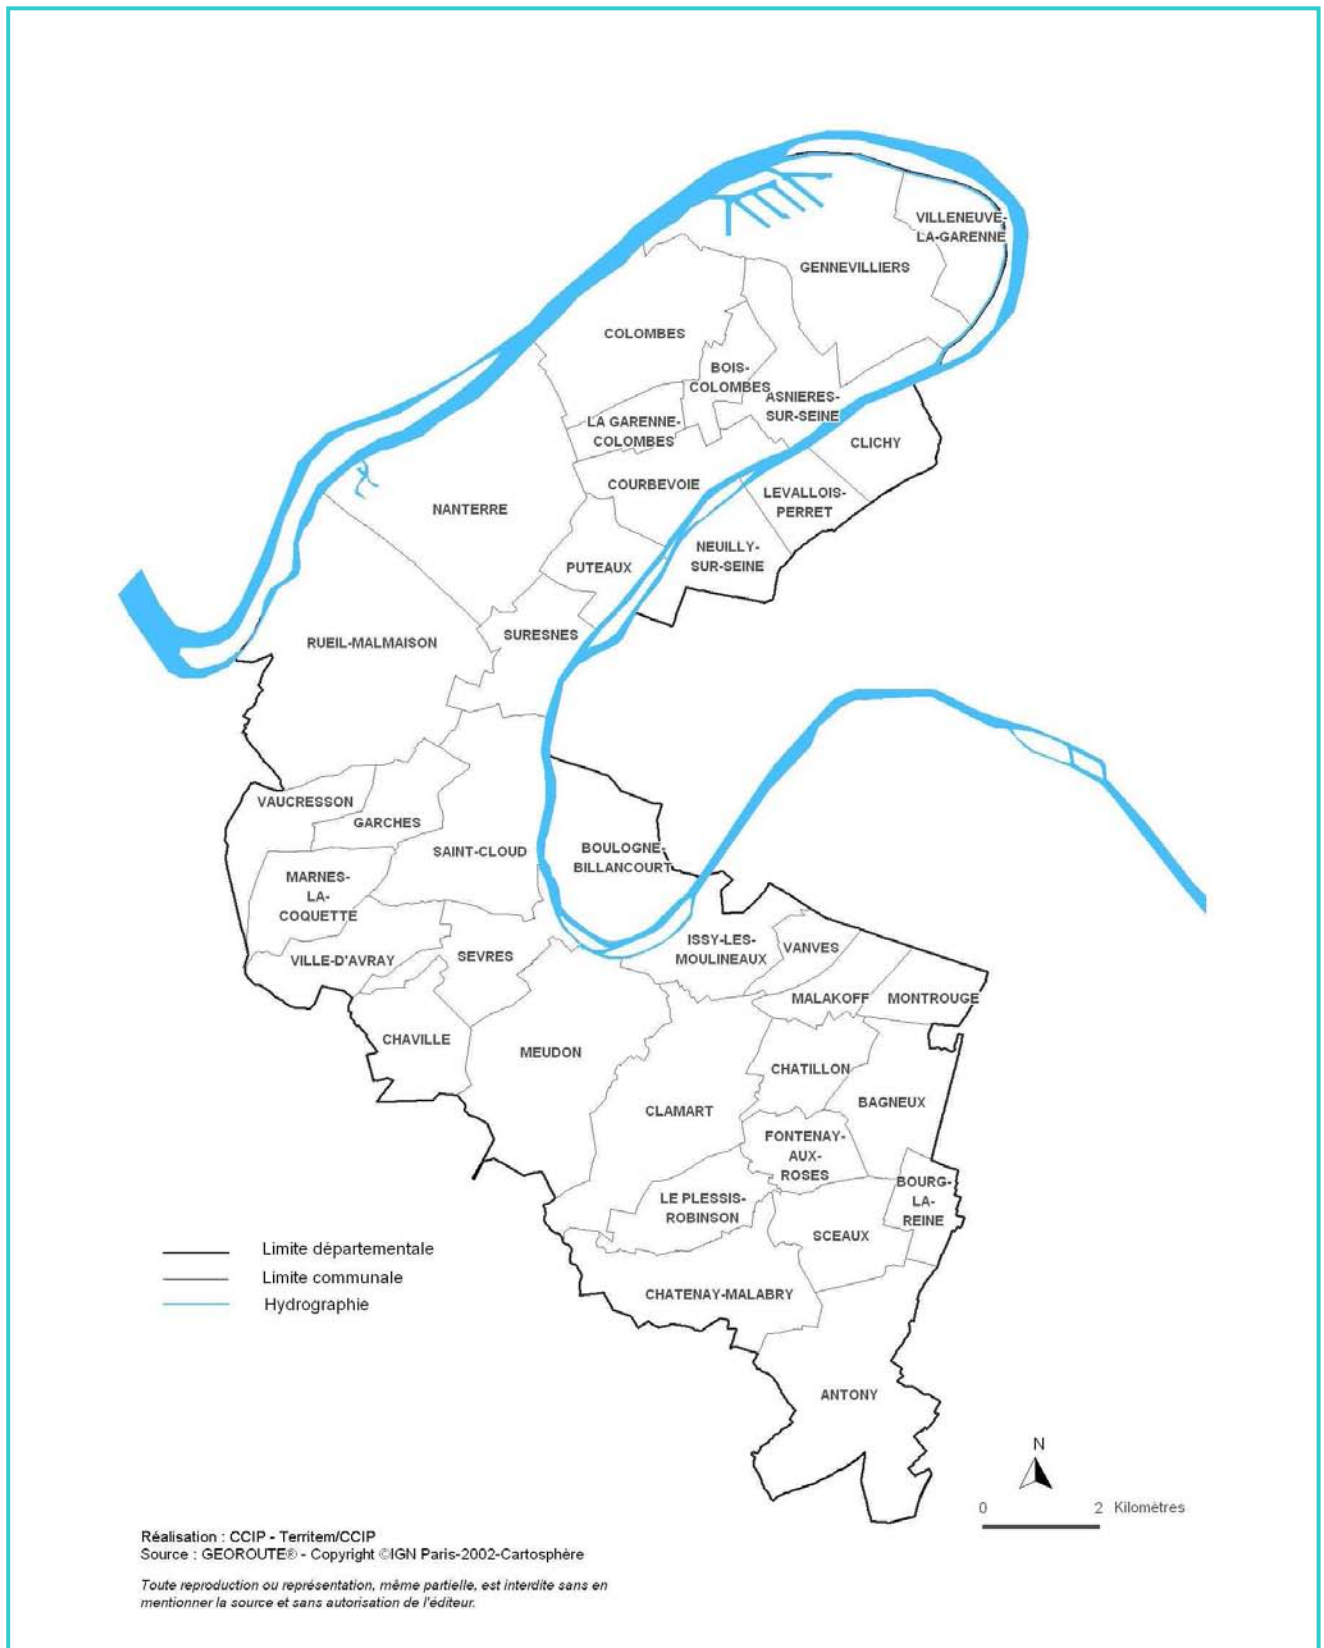 VILLENEUVE-
LA-GARENNE
GENNEVILLIERS
COLOMBES
BOIS-
COLOMBES
ASNIERES-
SUR-SEINE
LA GARENNE-
COLOMBES
CLICHY
COURBEVOIE
LEVALLOIS-
PERRET
NANTERRE
NEUILLY-
SUR-SEINE
PUTEAUX
SURESNES
RUEIL-MALMAISON
VAUCRESSON
GARCHES
SAINT-CLOUD
BOULOGNE-
BILLANCOURT
MARNES-
LA-
COQUETTE
VILLE-D'AVRAY
SEVRES
ISSY-LES-
MOULINEAUX
VANVES
MALAKOFF
MONTROUGE
CHAVILLE
MEUDON
CHATILLON
BAGNEUX
CLAMART
FONTENAY-
AUX-
ROSES
BOURG-
LA-
REINE
LE PLESSIS-
ROBINSON
SCEAUX
CHATENAY-MALABRY
ANTONY
Limite départementale
Limite communale
Hydrographie
N
0 2 Kilomètres
Réalisation : CCIP - Territem/CCIP
Source : GEOROUTE® - Copyright ©IGN Paris-2002-Cartosphère
Toute reproduction ou représentation, même partielle, est interdite sans en
mentionner la source et sans autorisation de l'éditeur.